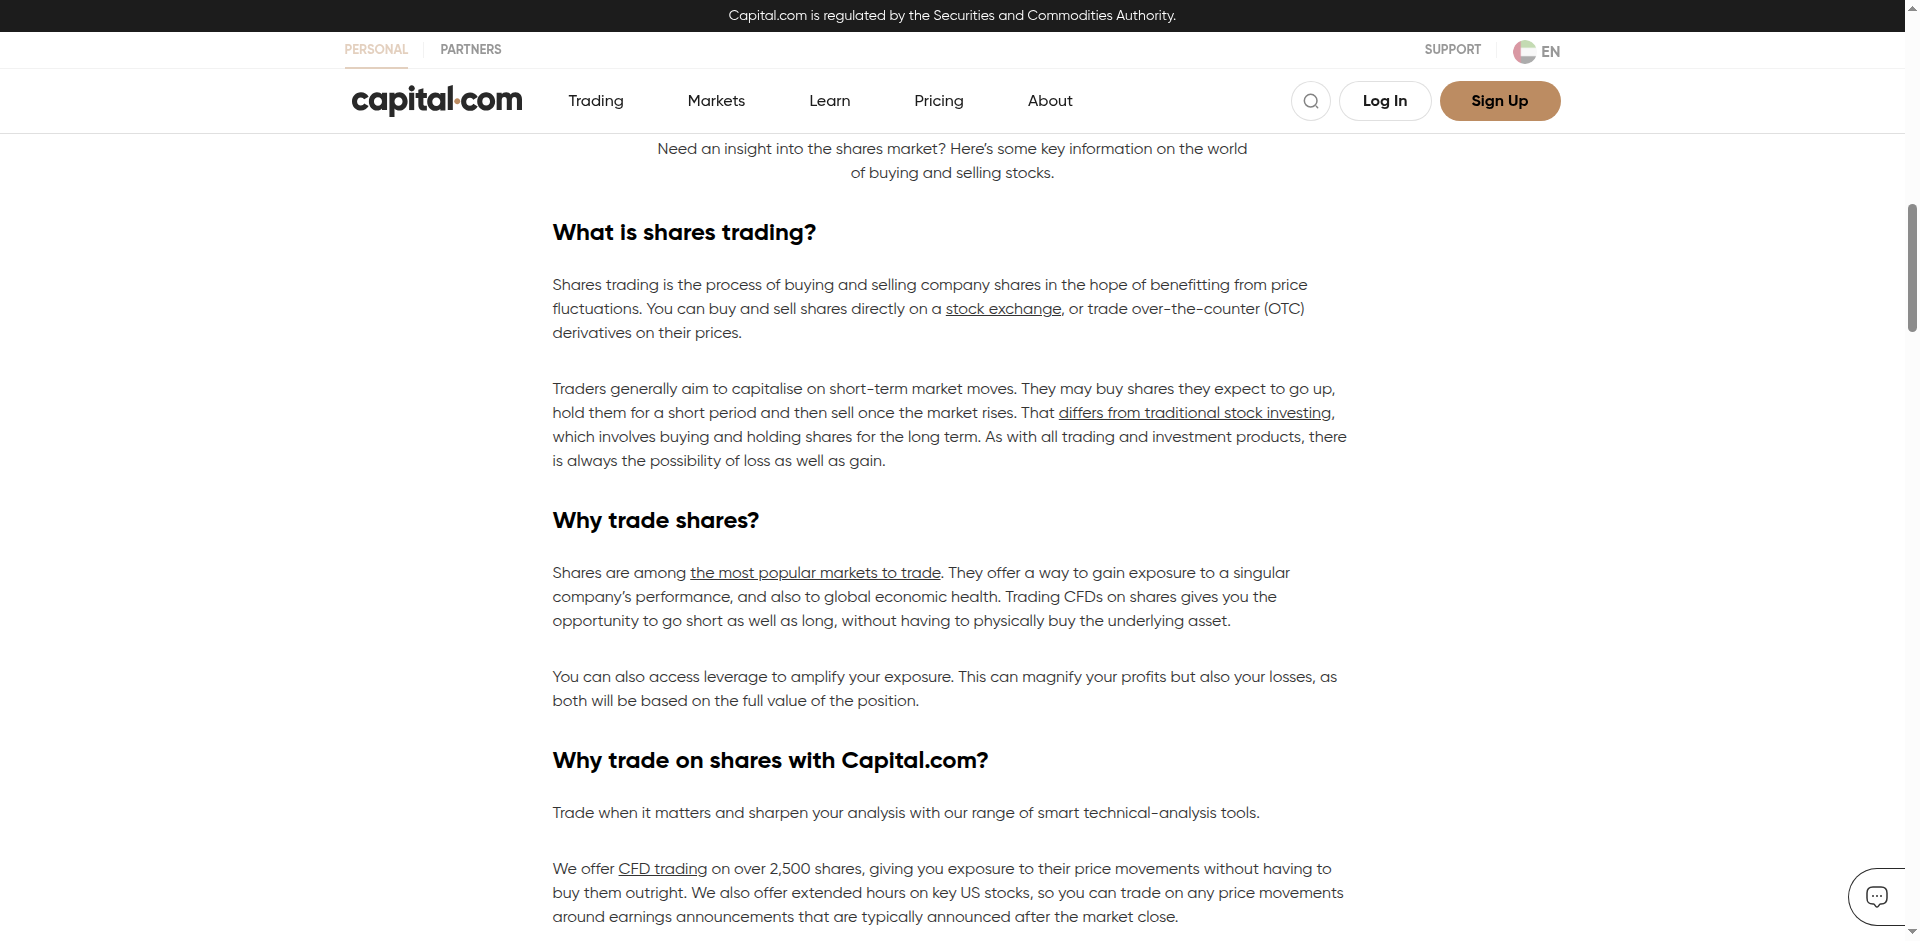 Capital.com is regulated by the Securities and Commodities Authority.
PERSONAL PARTNERS SUPPORT EN
capital.com Trading Markets Learn Pricing About Log In Sign Up
Need an insight into the shares market? Here’s some key information on the world
of buying and selling stocks.
What is shares trading?
Shares trading is the process of buying and selling company shares in the hope of benefitting from price
fluctuations. You can buy and sell shares directly on a stock exchange, or trade over-the-counter (OTC)
derivatives on their prices.
Traders generally aim to capitalise on short-term market moves. They may buy shares they expect to go up,
hold them for a short period and then sell once the market rises. That differs from traditional stock investing,
which involves buying and holding shares for the long term. As with all trading and investment products, there
is always the possibility of loss as well as gain.
Why trade shares?
Shares are among the most popular markets to trade. They offer a way to gain exposure to a singular
company’s performance, and also to global economic health. Trading CFDs on shares gives you the
opportunity to go short as well as long, without having to physically buy the underlying asset.
You can also access leverage to amplify your exposure. This can magnify your profits but also your losses, as
both will be based on the full value of the position.
Why trade on shares with Capital.com?
Trade when it matters and sharpen your analysis with our range of smart technical-analysis tools.
We offer CFD trading on over 2,500 shares, giving you exposure to their price movements without having to
buy them outright. We also offer extended hours on key US stocks, so you can trade on any price movements
around earnings announcements that are typically announced after the market close.